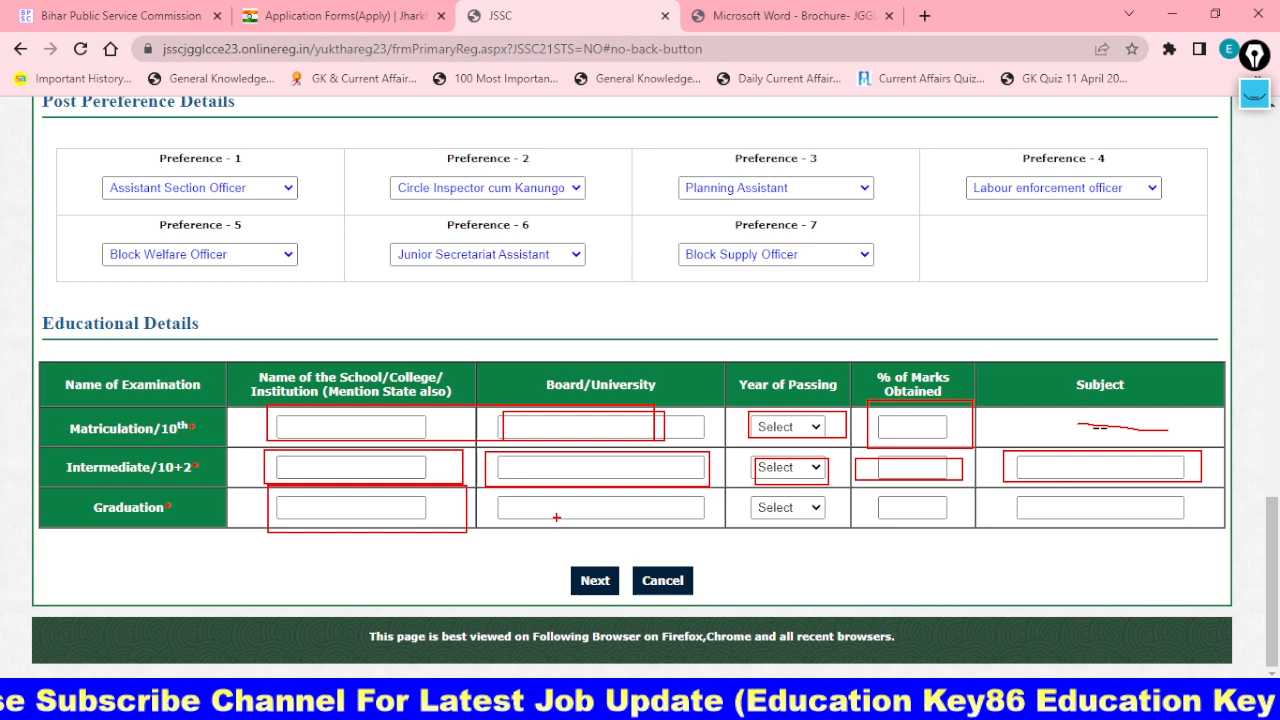 Bihar Public Service Commission
Application Forms(Apply) | Jharkh
JSSC
Microsoft Word - Brochure- JGGL
jsscjgglcce23.onlinereg.in/yukthareg23/frmPrimaryReg.aspx?JSSC21STS=NO#no-back-button
E
Important History...
General Knowledge...
GK & Current Affair...
100 Most Importan...
General Knowledge...
Daily Current Affair...
Current Affairs Quiz...
GK Quiz 11 April 20...
Post Pereference Details
Preference - 1
Preference - 2
Preference - 3
Preference - 4
Assistant Section Officer
Circle Inspector cum Kanungo
Planning Assistant
Labour enforcement officer
Preference - 5
Preference - 6
Preference - 7
Block Welfare Officer
Junior Secretariat Assistant
Block Supply Officer
Educational Details
Name of Examination
Name of the School/College/
Institution (Mention State also)
Board/University
Year of Passing
% of Marks
Obtained
Subject
Matriculation/10th
Select
--
Intermediate/10+2
Select
Graduation
Select
Next
Cancel
This page is best viewed on Following Browser on Firefox,Chrome and all recent browsers.
se Subscribe Channel For Latest Job Update (Education Key86 Education Key